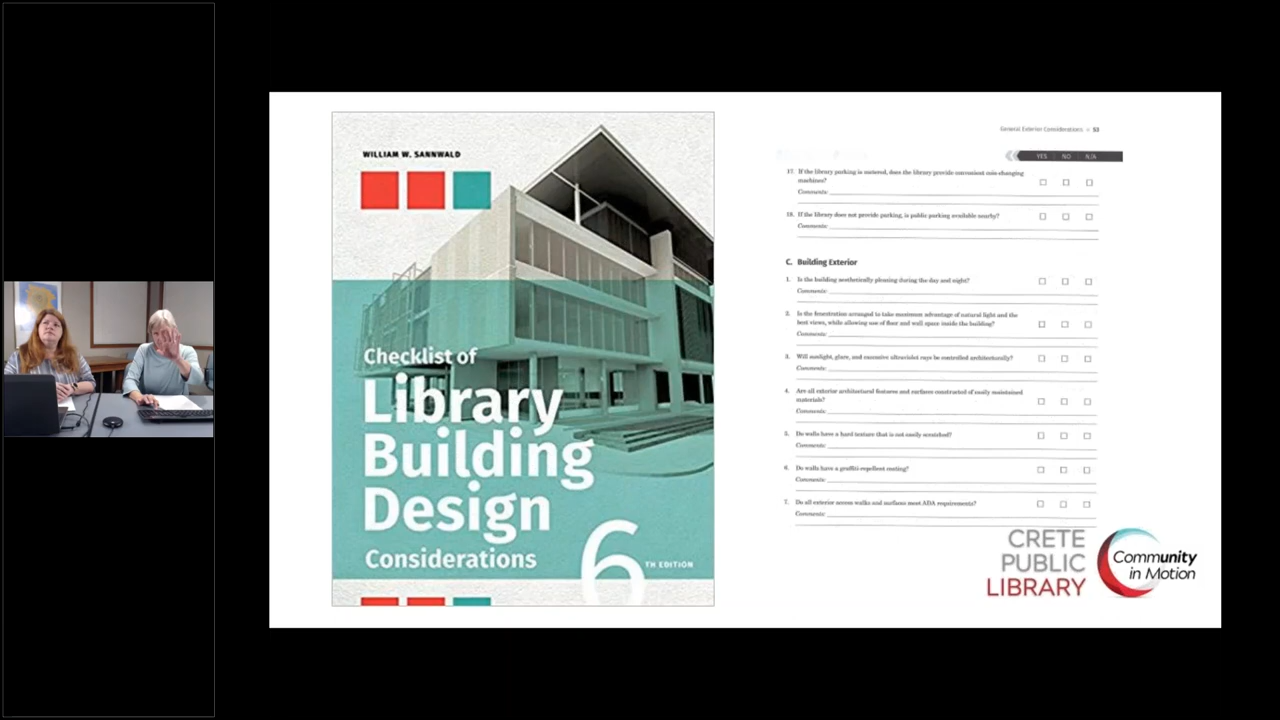 WILLIAM W. SANNWALD
Checklist of
Library
Building
Design
Considerations
6
TH EDITION
General Exterior Considerations
53
YES | NO | N/A
17. If the library parking is metered, does the library provide convenient coin-changing
machines?
Comments:
18. If the library does not provide parking, is public parking available nearby?
Comments:
C. Building Exterior
1. Is the building aesthetically pleasing during the day and night?
Comments:
2. Is the fenestration arranged to take maximum advantage of natural light and the
best views, while allowing use of floor and wall space inside the building?
Comments:
3. Will sunlight, glare, and excessive ultraviolet rays be controlled architecturally?
Comments:
4. Are all exterior architectural features and surfaces constructed of easily maintained
materials?
Comments:
5. Do walls have a hard texture that is not easily scratched?
Comments:
6. Do walls have a graffiti-repellent coating?
Comments:
7. Do all exterior access walks and surfaces meet ADA requirements?
Comments:
CRETE
PUBLIC
LIBRARY
Community
in Motion